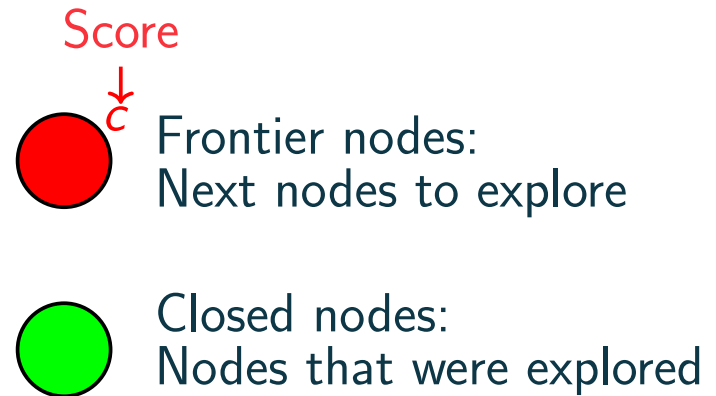 Score
↓
c
Frontier nodes:
Next nodes to explore
Closed nodes:
Nodes that were explored